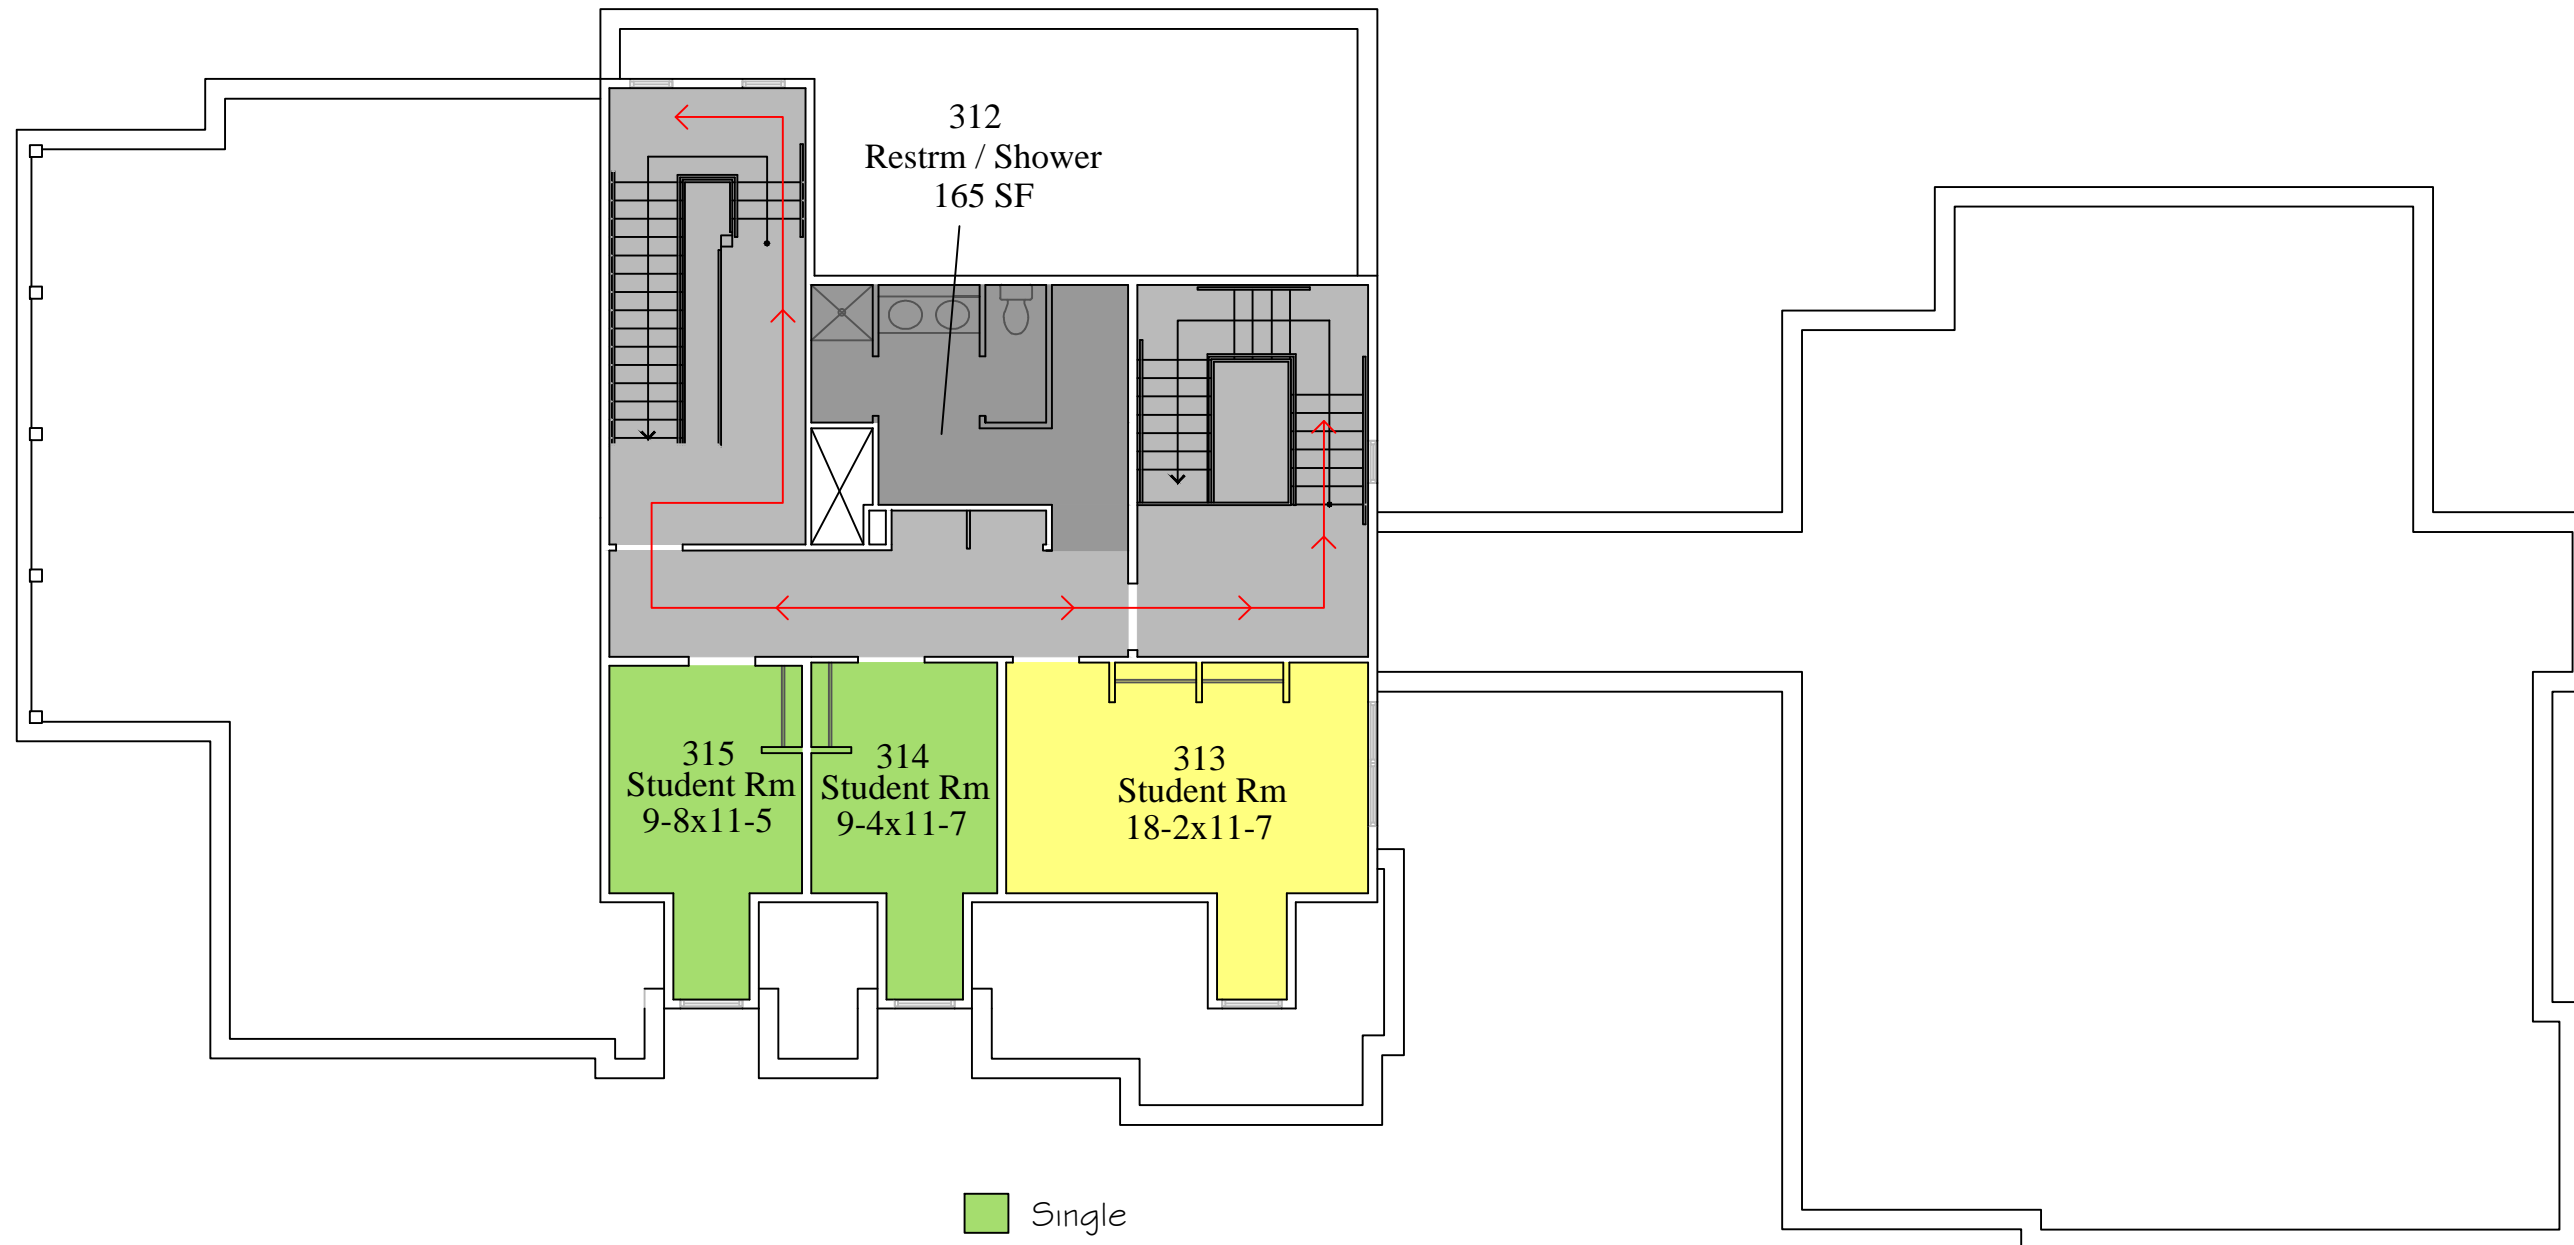 312
Restrm / Shower
165 SF
315
Student Rm
9-8x11-5
314
Student Rm
9-4x11-7
313
Student Rm
18-2x11-7
Single